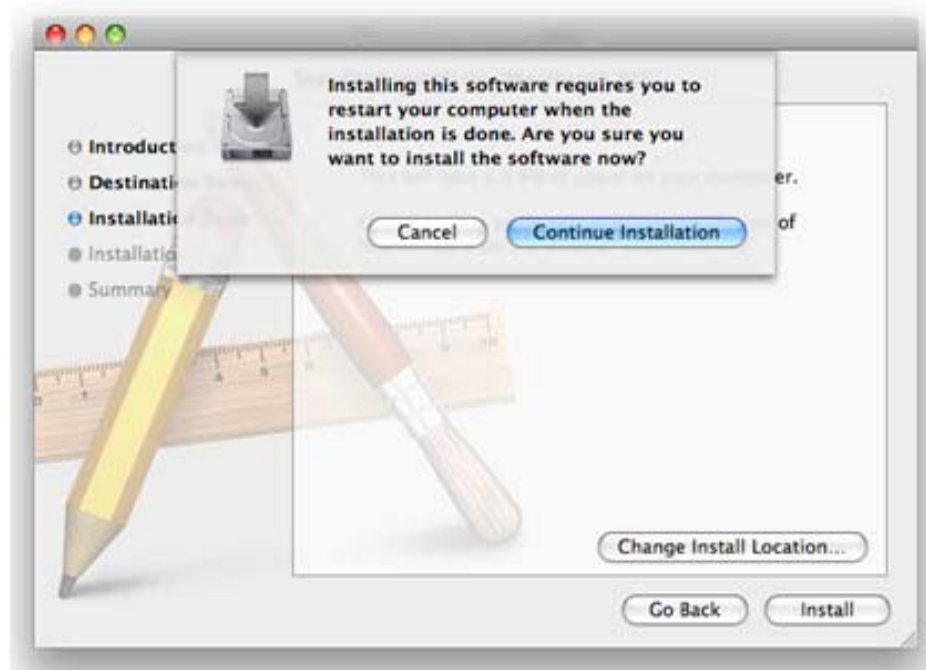 Installing this software requires you to
restart your computer when the
installation is done. Are you sure you
want to install the software now?
Cancel
Continue Installation
Introduct
Destinati
Installati
Installatio
Summary
er.
of
Change Install Location...
Go Back
Install